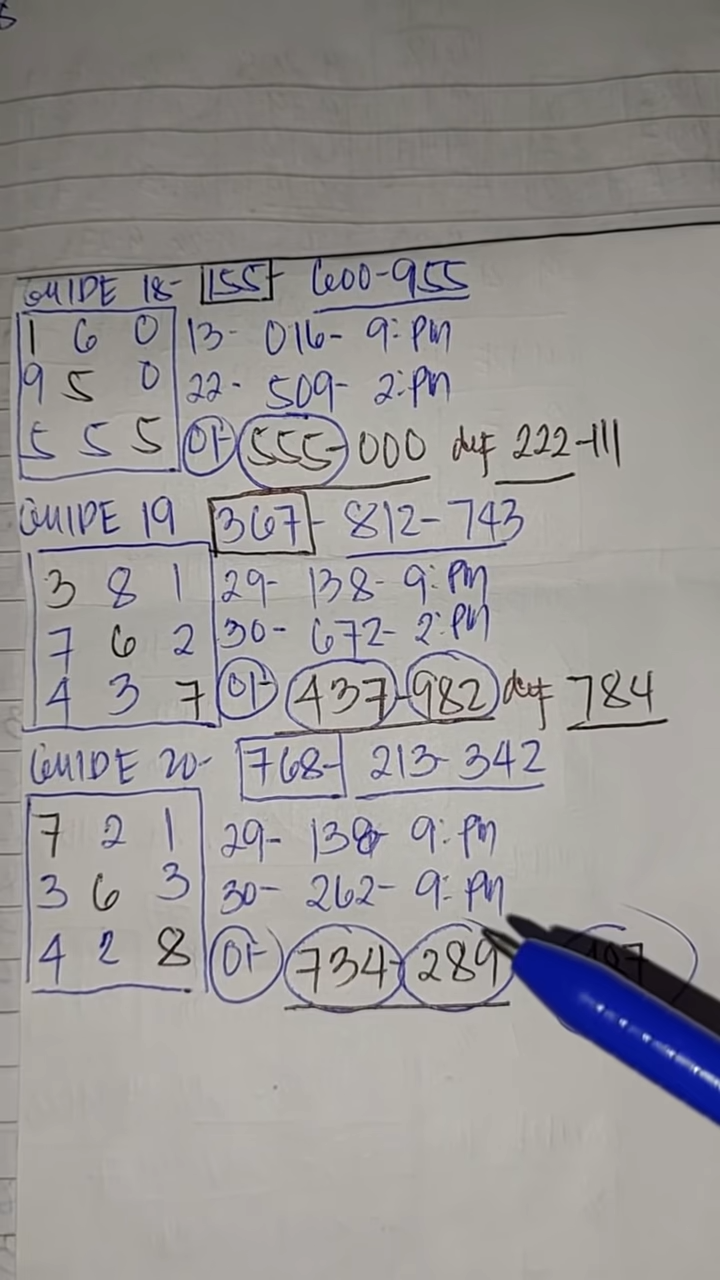 GUIDE 18- 155- 600-955
1 6 0 13- 016- 9:PM
9 5 0 22- 509- 2:PM
5 5 5 01- 555-000 def 222-111
GUIDE 19 367- 812-743
3 8 1 29- 138- 9:PM
7 6 2 30- 672- 2:PM
4 3 7 01- 437-982 def 784
GUIDE 20- 768- 213-342
7 2 1 29- 138- 9:PM
3 6 3 30- 262- 9:PM
4 2 8 01- 734-289